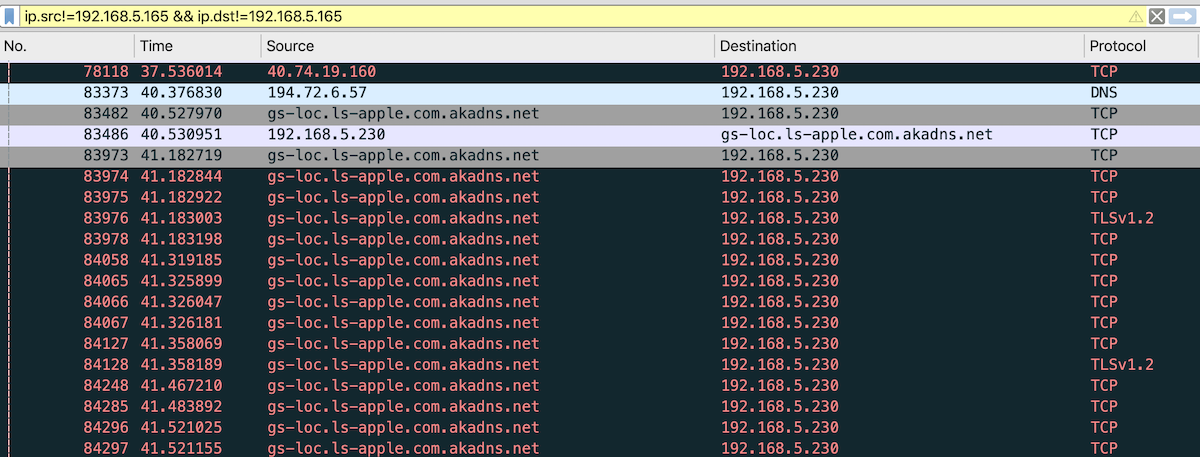 ip.src!=192.168.5.165 && ip.dst!=192.168.5.165
No. Time Source Destination Protocol
78118 37.536014 40.74.19.160 192.168.5.230 TCP
83373 40.376830 194.72.6.57 192.168.5.230 DNS
83482 40.527970 gs-loc.ls-apple.com.akadns.net 192.168.5.230 TCP
83486 40.530951 192.168.5.230 gs-loc.ls-apple.com.akadns.net TCP
83973 41.182719 gs-loc.ls-apple.com.akadns.net 192.168.5.230 TCP
83974 41.182844 gs-loc.ls-apple.com.akadns.net 192.168.5.230 TCP
83975 41.182922 gs-loc.ls-apple.com.akadns.net 192.168.5.230 TCP
83976 41.183003 gs-loc.ls-apple.com.akadns.net 192.168.5.230 TLSv1.2
83978 41.183198 gs-loc.ls-apple.com.akadns.net 192.168.5.230 TCP
84058 41.319185 gs-loc.ls-apple.com.akadns.net 192.168.5.230 TCP
84065 41.325899 gs-loc.ls-apple.com.akadns.net 192.168.5.230 TCP
84066 41.326047 gs-loc.ls-apple.com.akadns.net 192.168.5.230 TCP
84067 41.326181 gs-loc.ls-apple.com.akadns.net 192.168.5.230 TCP
84127 41.358069 gs-loc.ls-apple.com.akadns.net 192.168.5.230 TCP
84128 41.358189 gs-loc.ls-apple.com.akadns.net 192.168.5.230 TLSv1.2
84248 41.467210 gs-loc.ls-apple.com.akadns.net 192.168.5.230 TCP
84285 41.483892 gs-loc.ls-apple.com.akadns.net 192.168.5.230 TCP
84296 41.521025 gs-loc.ls-apple.com.akadns.net 192.168.5.230 TCP
84297 41.521155 gs-loc.ls-apple.com.akadns.net 192.168.5.230 TCP